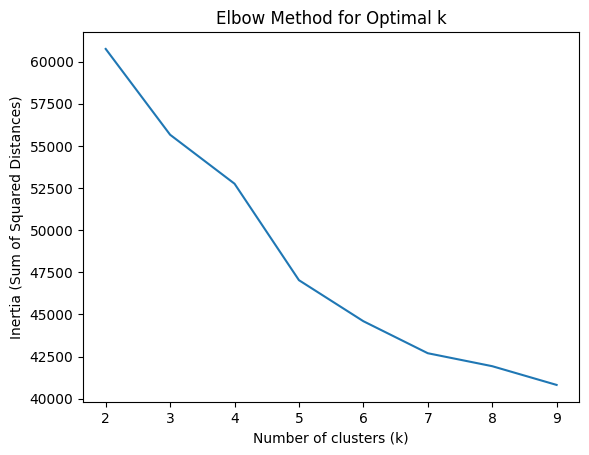 Elbow Method for Optimal k
60000
57500
55000
52500
50000
47500
45000
42500
40000
Inertia (Sum of Squared Distances)
2 3 4 5 6 7 8 9
Number of clusters (k)